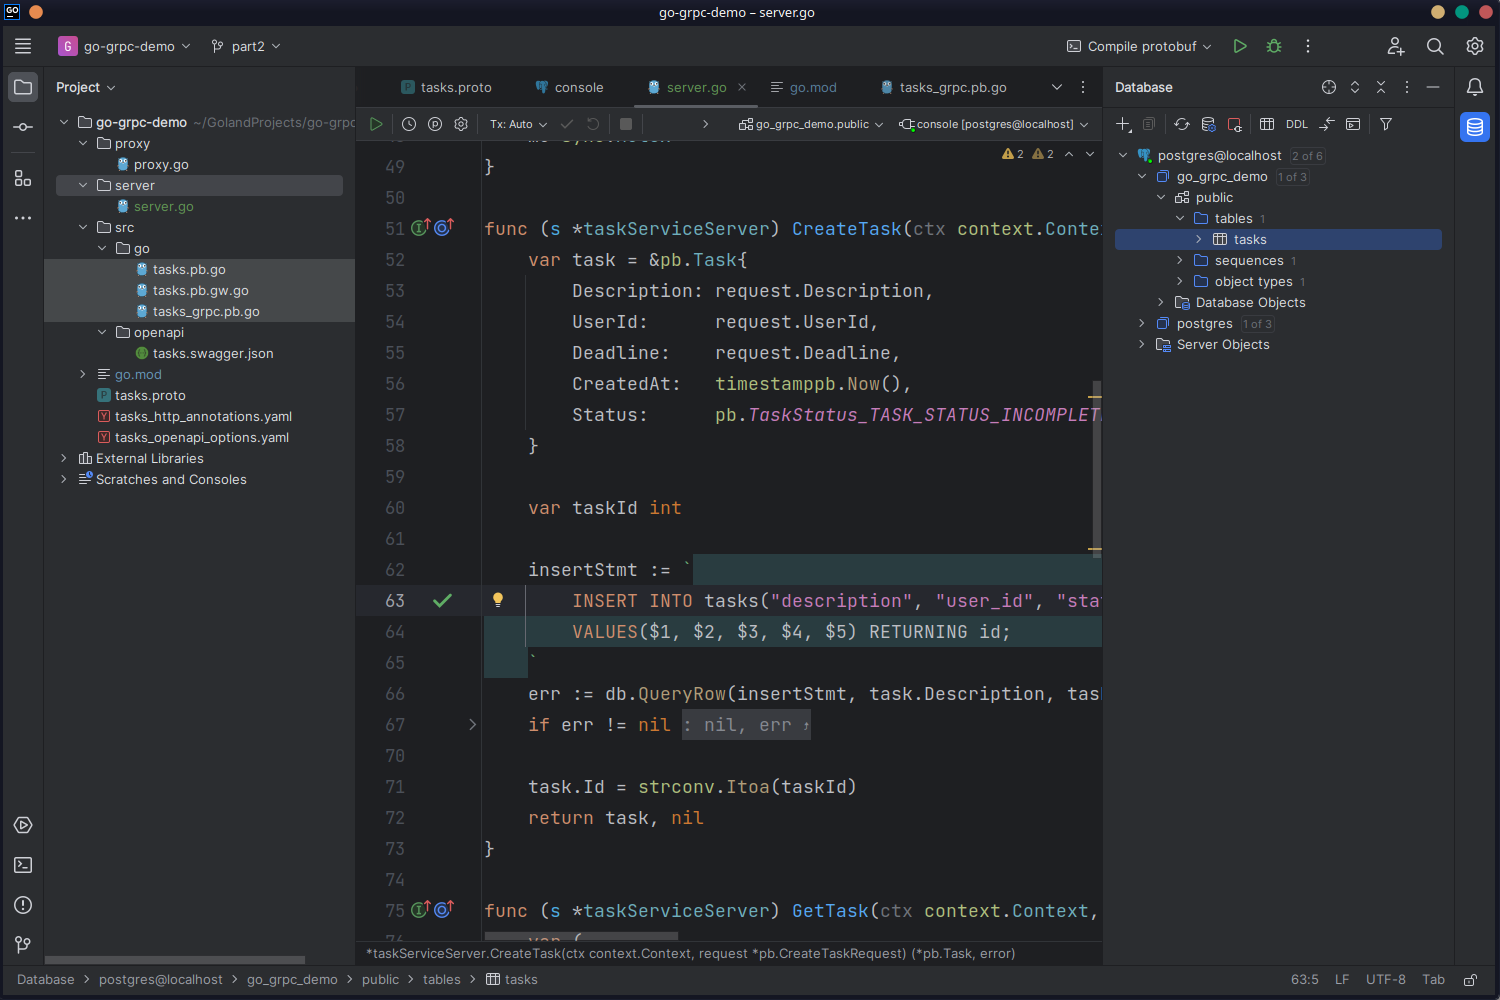 GO
go-grpc-demo – server.go
G
go-grpc-demo
part2
Compile protobuf
Project
go-grpc-demo ~/GolandProjects/go-grpc
proxy
proxy.go
server
server.go
src
go
tasks.pb.go
tasks.pb.gw.go
tasks_grpc.pb.go
openapi
tasks.swagger.json
go.mod
tasks.proto
tasks_http_annotations.yaml
tasks_openapi_options.yaml
External Libraries
Scratches and Consoles
tasks.proto
console
server.go
go.mod
tasks_grpc.pb.go
Tx: Auto
go_grpc_demo.public
console [postgres@localhost]
2 2
49 }
50
51 func (s *taskServiceServer) CreateTask(ctx context.Conte
52 var task = &pb.Task{
53 Description: request.Description,
54 UserId: request.UserId,
55 Deadline: request.Deadline,
56 CreatedAt: timestamppb.Now(),
57 Status: pb.TaskStatus_TASK_STATUS_INCOMPLET
58 }
59
60 var taskId int
61
62 insertStmt := `
63 INSERT INTO tasks("description", "user_id", "sta
64 VALUES($1, $2, $3, $4, $5) RETURNING id;
65 `
66 err := db.QueryRow(insertStmt, task.Description, tas
67 if err != nil : nil, err
70
71 task.Id = strconv.Itoa(taskId)
72 return task, nil
73 }
74
75 func (s *taskServiceServer) GetTask(ctx context.Context,
76 var (
*taskServiceServer.CreateTask(ctx context.Context, request *pb.CreateTaskRequest) (*pb.Task, error)
Database
DDL
postgres@localhost 2 of 6
go_grpc_demo 1 of 3
public
tables 1
tasks
sequences 1
object types 1
Database Objects
postgres 1 of 3
Server Objects
Database > postgres@localhost > go_grpc_demo > public > tables > tasks
63:5 LF UTF-8 Tab